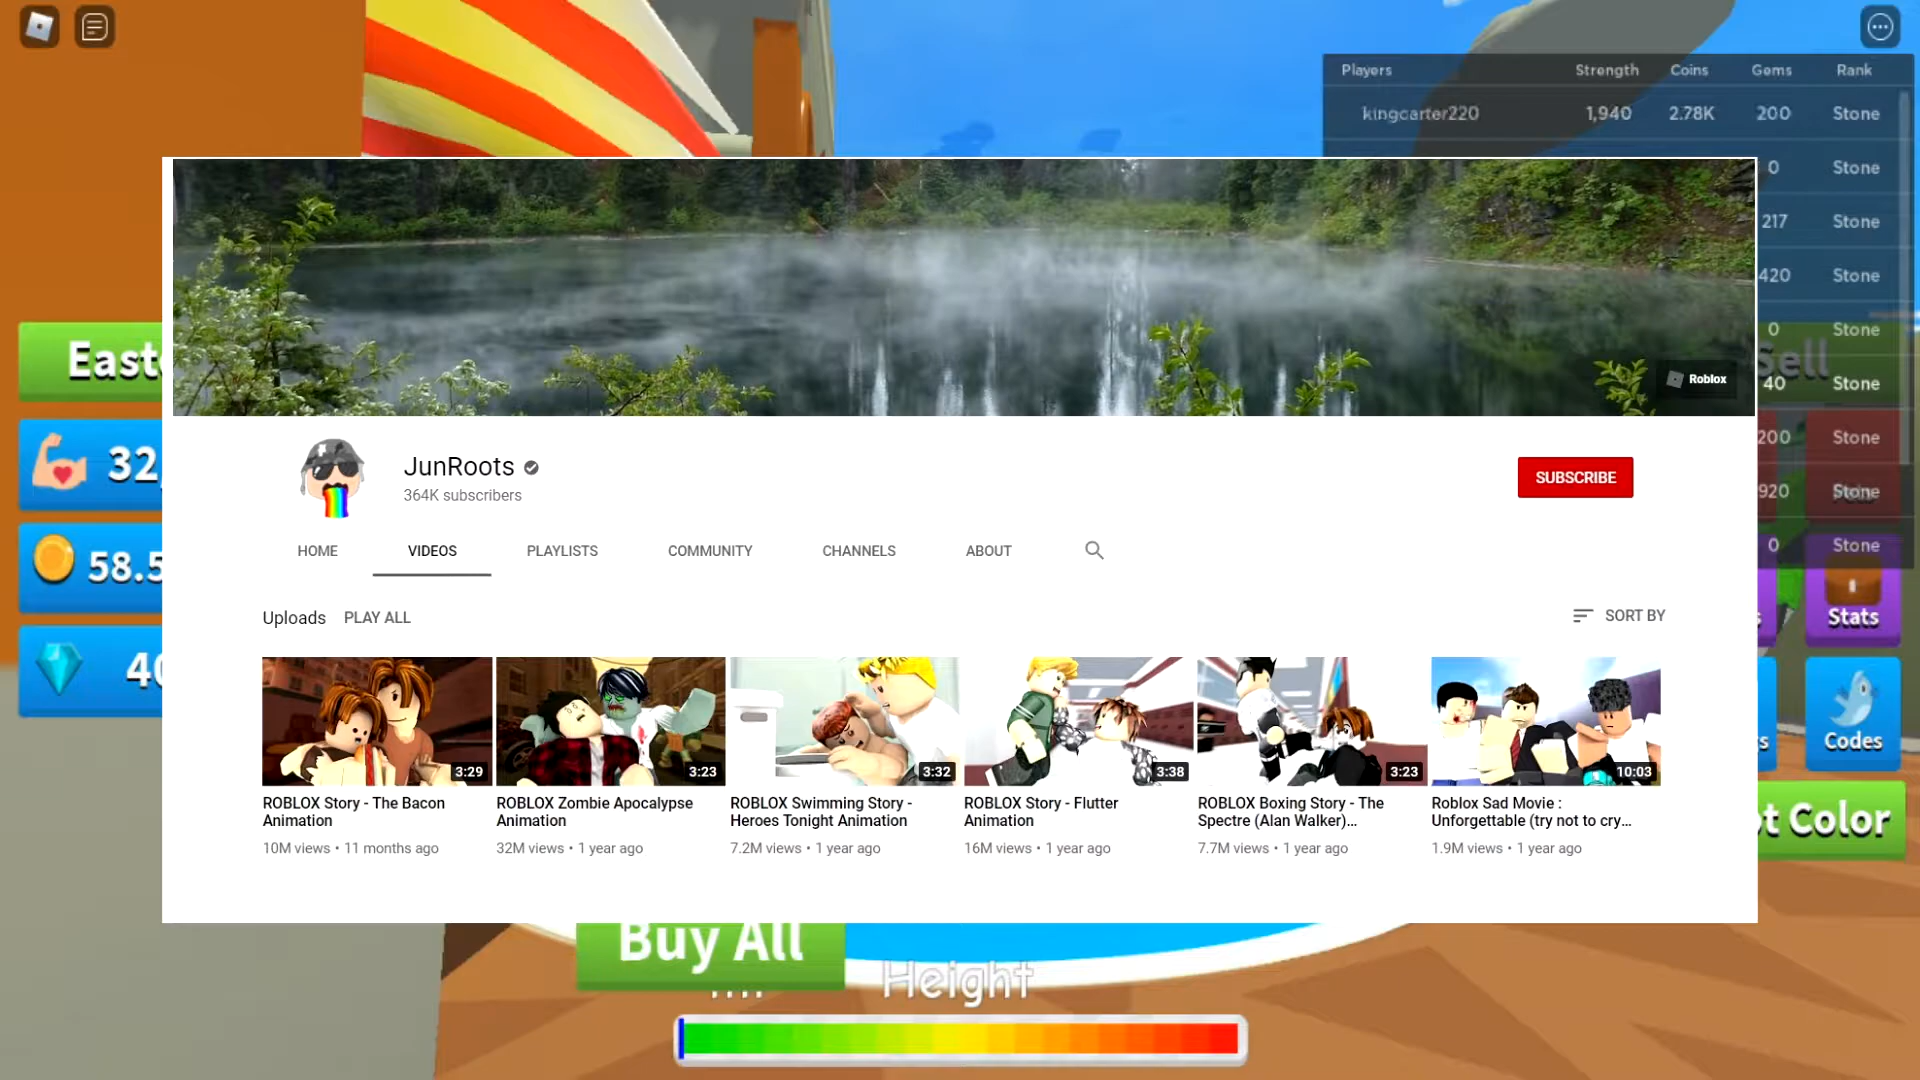 Players Strength Coins Gems Rank
kingcarter220 1,940 2.78K 200 Stone
0 Stone
217 Stone
420 Stone
0 Stone
40 Stone
200 Stone
920 Stone
0 Stone
Sell
Roblox
32,
58.5
40
JunRoots
364K subscribers
SUBSCRIBE
HOME VIDEOS PLAYLISTS COMMUNITY CHANNELS ABOUT
Uploads PLAY ALL SORT BY
3:29 3:23 3:32 3:38 3:23 10:03
ROBLOX Story - The Bacon
Animation
10M views • 11 months ago
ROBLOX Zombie Apocalypse
Animation
32M views • 1 year ago
ROBLOX Swimming Story -
Heroes Tonight Animation
7.2M views • 1 year ago
ROBLOX Story - Flutter
Animation
16M views • 1 year ago
ROBLOX Boxing Story - The
Spectre (Alan Walker)...
7.7M views • 1 year ago
Roblox Sad Movie :
Unforgettable (try not to cry...
1.9M views • 1 year ago
Stats
Codes
Color
Buy All
Height